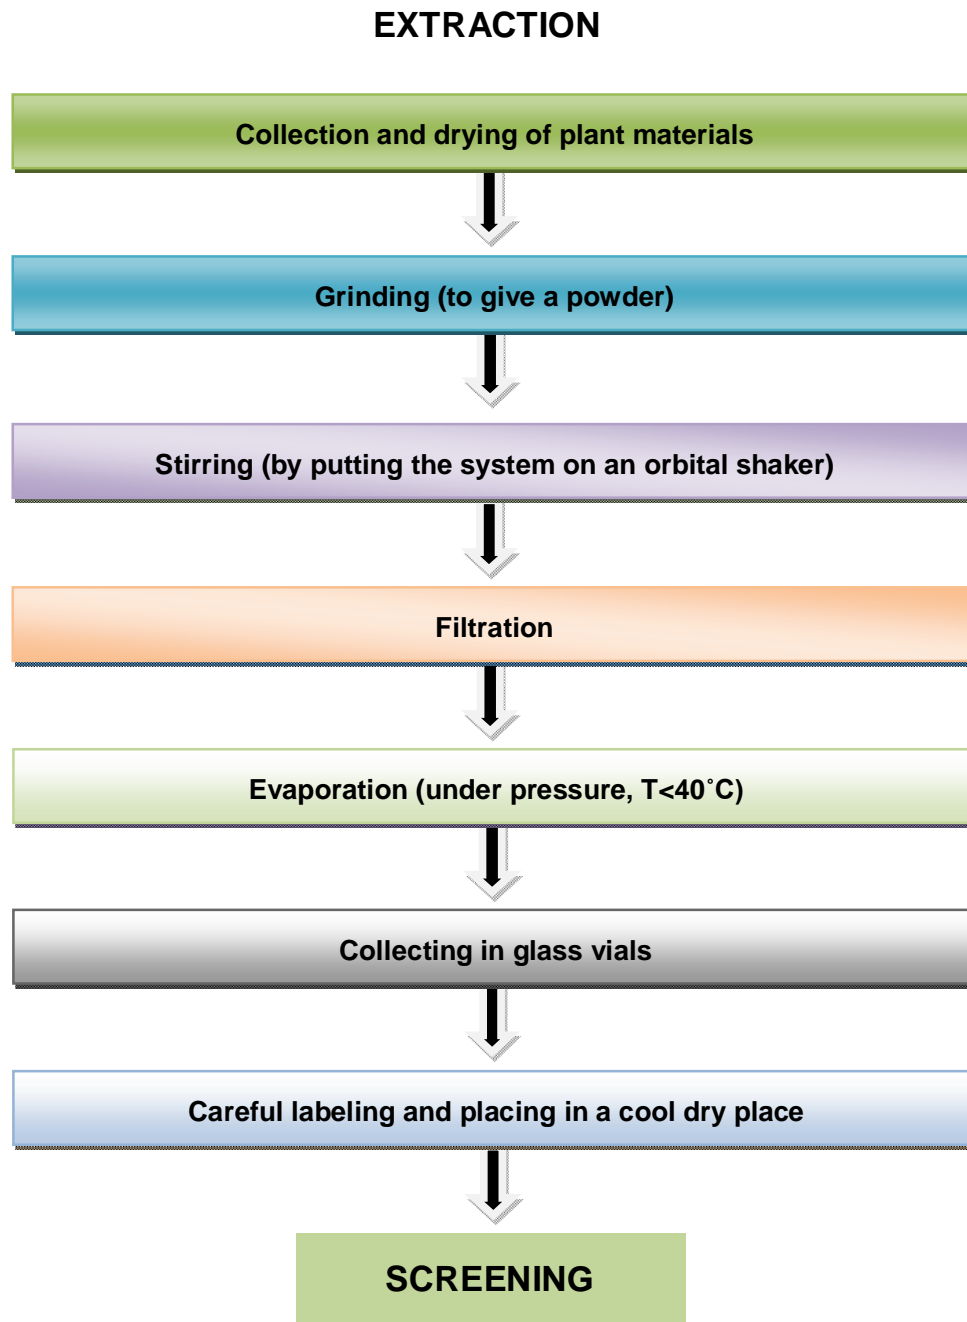 EXTRACTION
Collection and drying of plant materials
Grinding (to give a powder)
Stirring (by putting the system on an orbital shaker)
Filtration
Evaporation (under pressure, T<40˚C)
Collecting in glass vials
Careful labeling and placing in a cool dry place
SCREENING